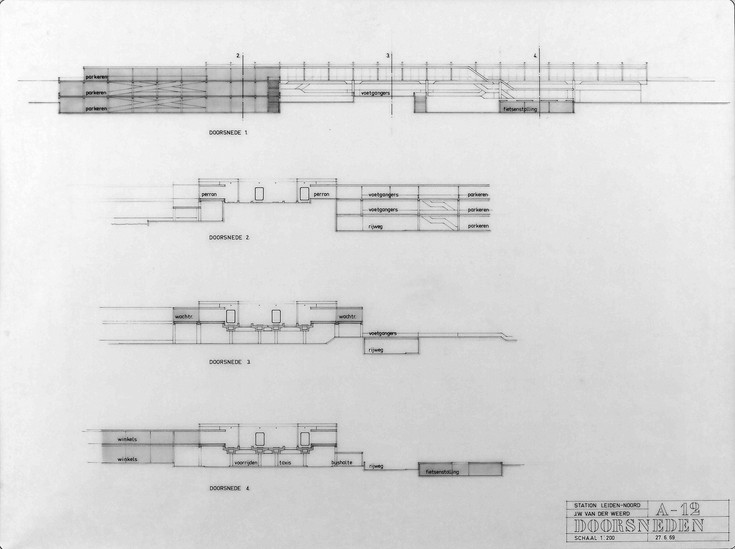 2. 3. 4.
parkeren
parkeren voetgangers
parkeren fietsenstalling
DOORSNEDE 1.
perron perron voetgangers parkeren
voetgangers parkeren
rijweg parkeren
DOORSNEDE 2.
wachtr. wachtr.
voetgangers
rijweg
DOORSNEDE 3.
winkels
winkels voorrijden taxis bushalte rijweg
fietsenstalling
DOORSNEDE 4.
STATION LEIDEN-NOORD A-12
J.W. VAN DER WEERD
DOORSNEDEN
SCHAAL 1:200 27.6.69